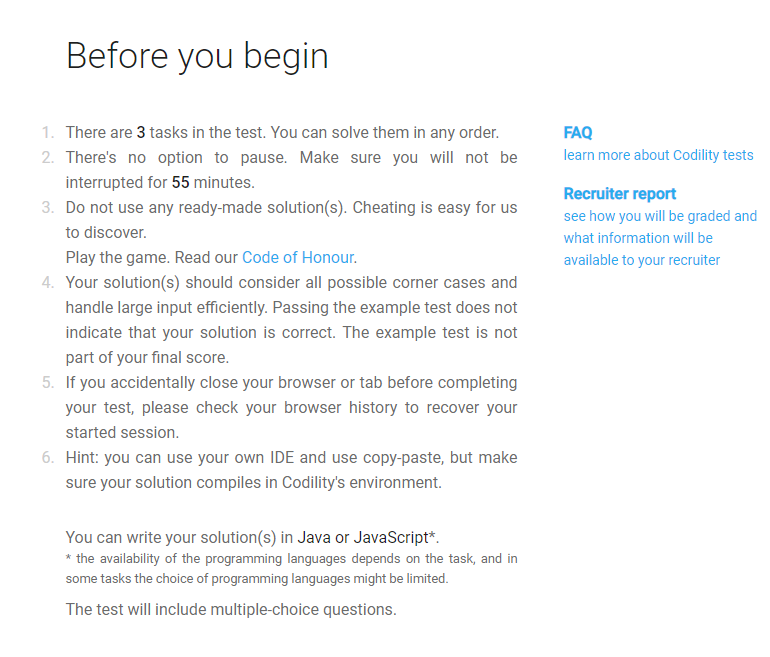 Before you begin
1. There are 3 tasks in the test. You can solve them in any order.
2. There's no option to pause. Make sure you will not be
interrupted for 55 minutes.
3. Do not use any ready-made solution(s). Cheating is easy for us
to discover.
Play the game. Read our Code of Honour.
4. Your solution(s) should consider all possible corner cases and
handle large input efficiently. Passing the example test does not
indicate that your solution is correct. The example test is not
part of your final score.
5. If you accidentally close your browser or tab before completing
your test, please check your browser history to recover your
started session.
6. Hint: you can use your own IDE and use copy-paste, but make
sure your solution compiles in Codility's environment.
You can write your solution(s) in Java or JavaScript*.
* the availability of the programming languages depends on the task, and in
some tasks the choice of programming languages might be limited.
The test will include multiple-choice questions.
FAQ
learn more about Codility tests
Recruiter report
see how you will be graded and
what information will be
available to your recruiter